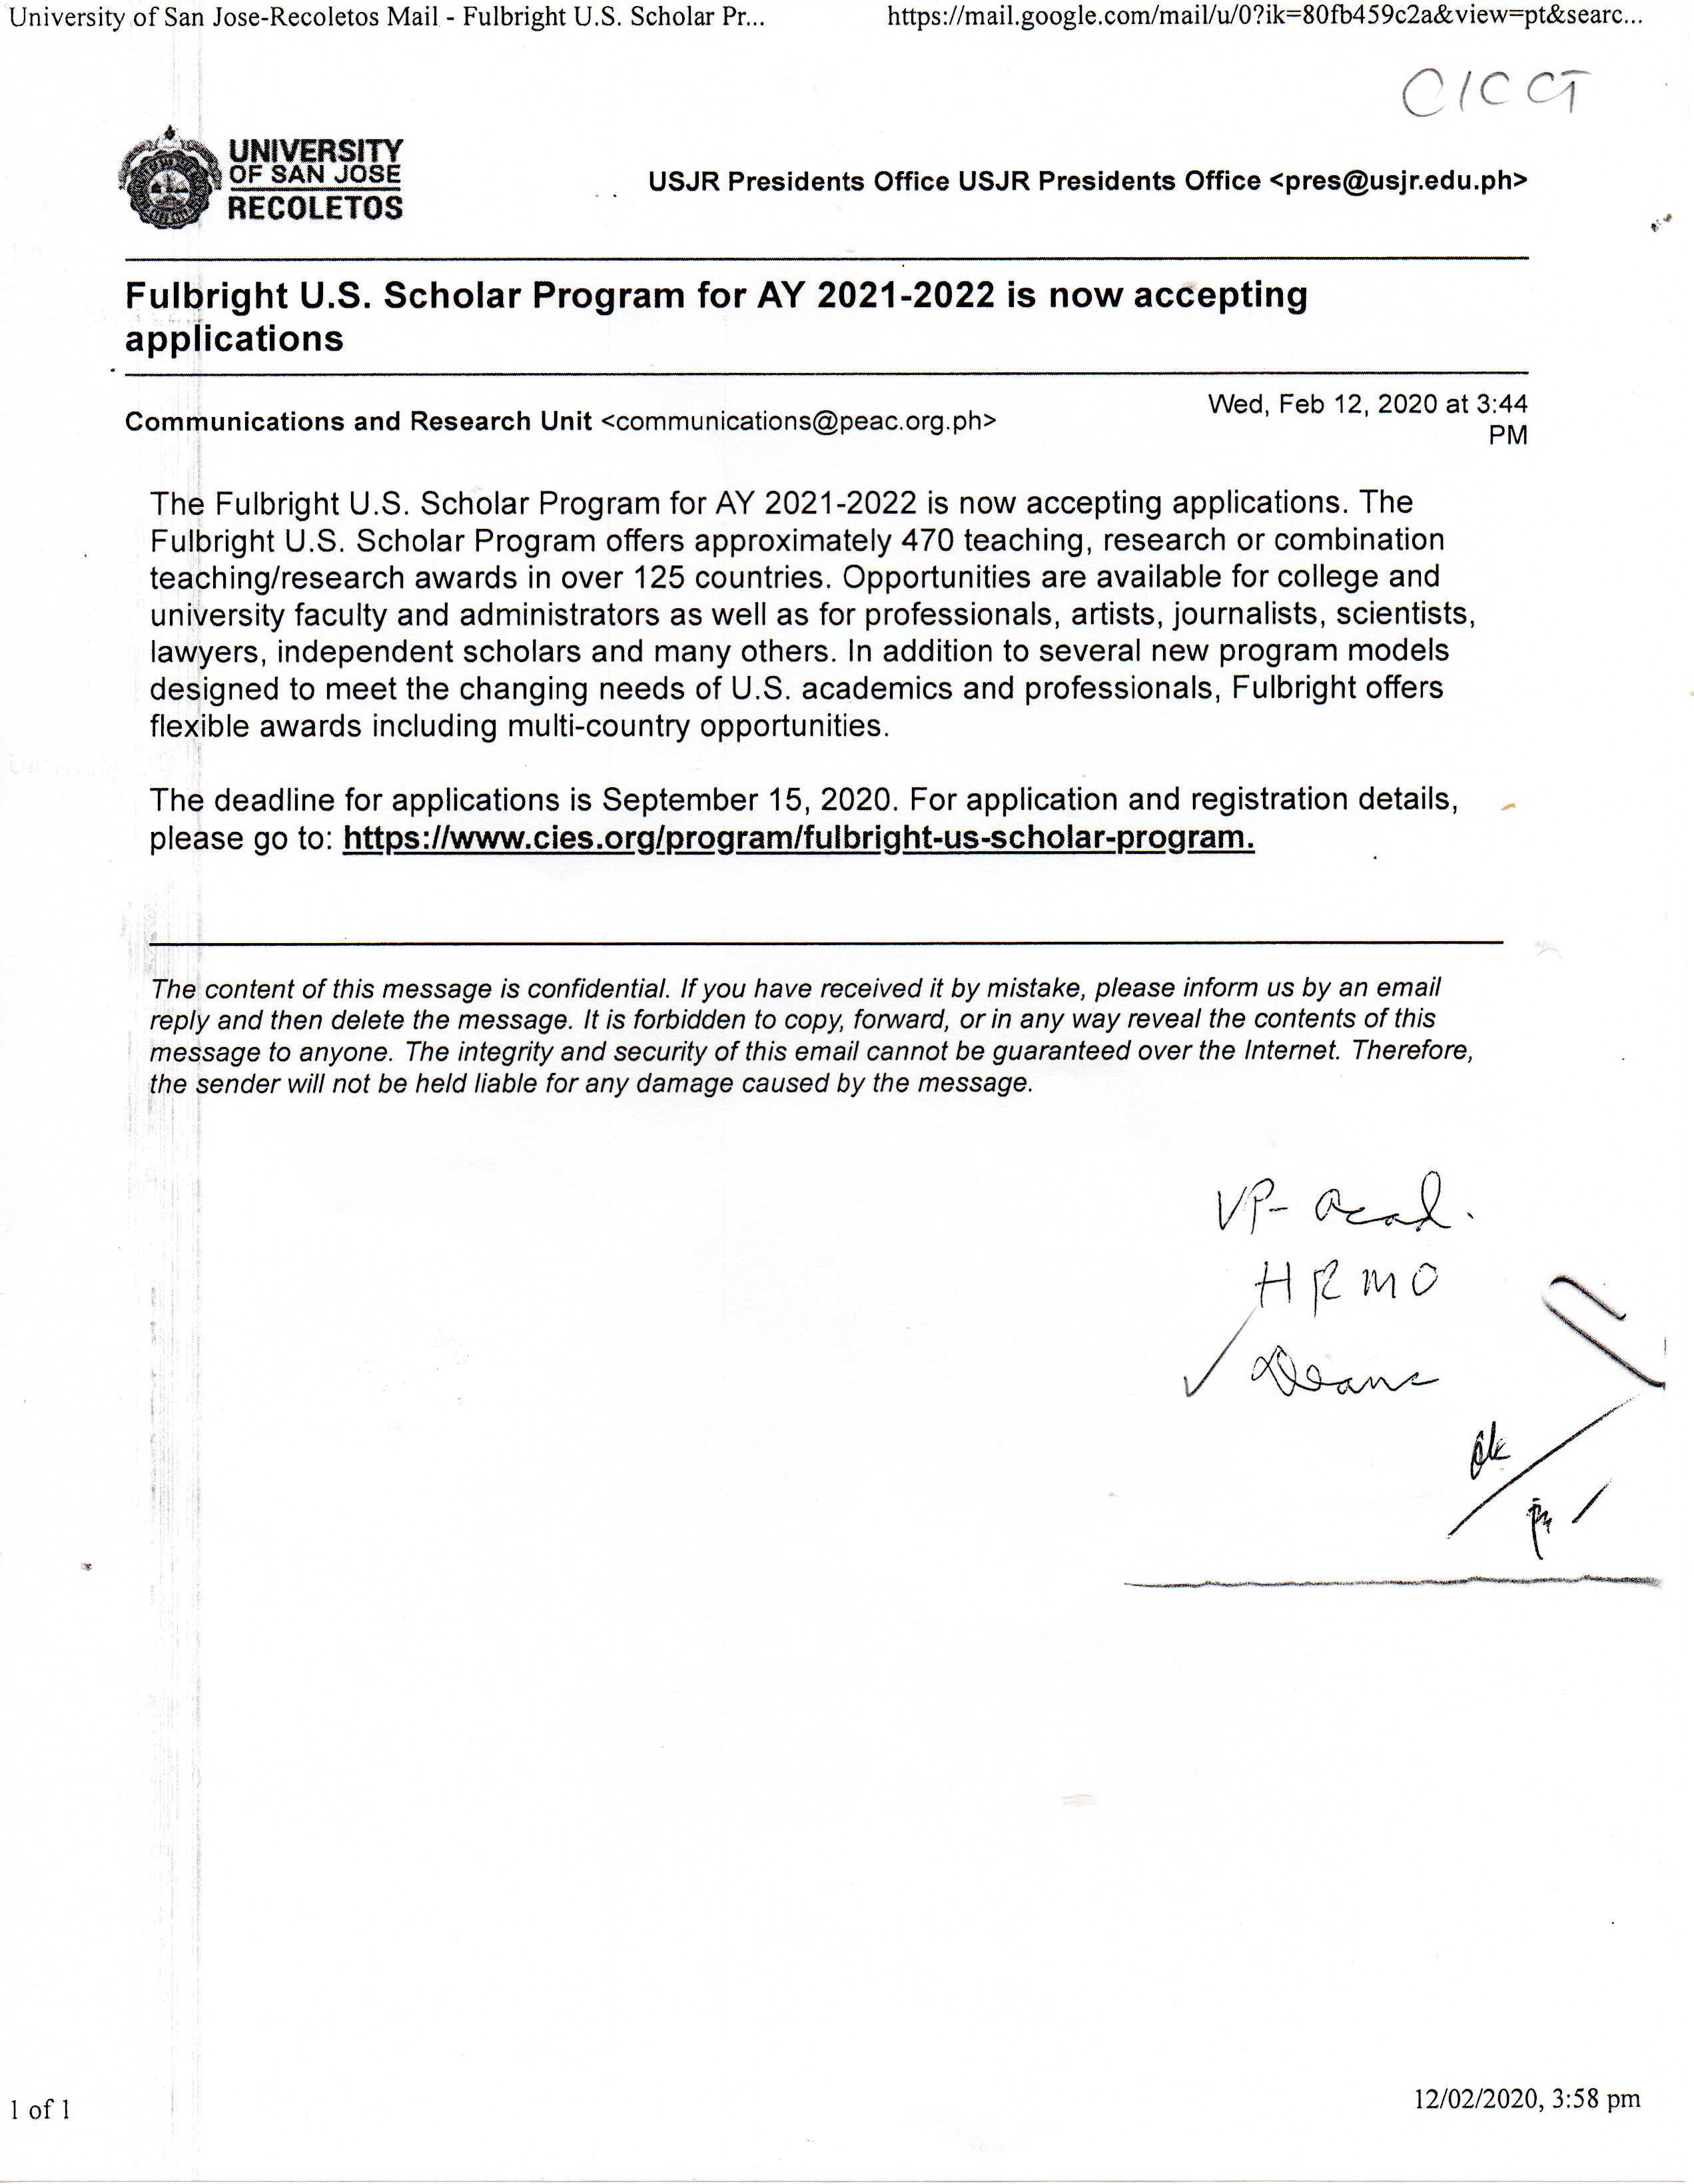 University of San Jose-Recoletos Mail - Fulbright U.S. Scholar Pr... https://mail.google.com/mail/u/0?ik=80fb459c2a&view=pt&searc...
CICCT
UNIVERSITY
OF SAN JOSE
RECOLETOS
USJR Presidents Office USJR Presidents Office <pres@usjr.edu.ph>
Fulbright U.S. Scholar Program for AY 2021-2022 is now accepting
applications
Communications and Research Unit <communications@peac.org.ph>
Wed, Feb 12, 2020 at 3:44
PM
The Fulbright U.S. Scholar Program for AY 2021-2022 is now accepting applications. The
Fulbright U.S. Scholar Program offers approximately 470 teaching, research or combination
teaching/research awards in over 125 countries. Opportunities are available for college and
university faculty and administrators as well as for professionals, artists, journalists, scientists,
lawyers, independent scholars and many others. In addition to several new program models
designed to meet the changing needs of U.S. academics and professionals, Fulbright offers
flexible awards including multi-country opportunities.
The deadline for applications is September 15, 2020. For application and registration details,
please go to: https://www.cies.org/program/fulbright-us-scholar-program.
The content of this message is confidential. If you have received it by mistake, please inform us by an email
reply and then delete the message. It is forbidden to copy, forward, or in any way reveal the contents of this
message to anyone. The integrity and security of this email cannot be guaranteed over the Internet. Therefore,
the sender will not be held liable for any damage caused by the message.
VP- Acad.
HRMO
✓ Deans
1 of 1
12/02/2020, 3:58 pm